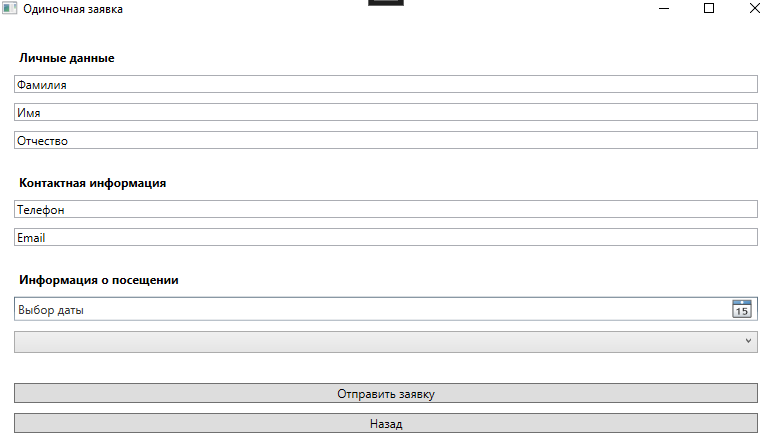 Одиночная заявка
Личные данные
Фамилия
Имя
Отчество
Контактная информация
Телефон
Email
Информация о посещении
Выбор даты
15
Отправить заявку
Назад